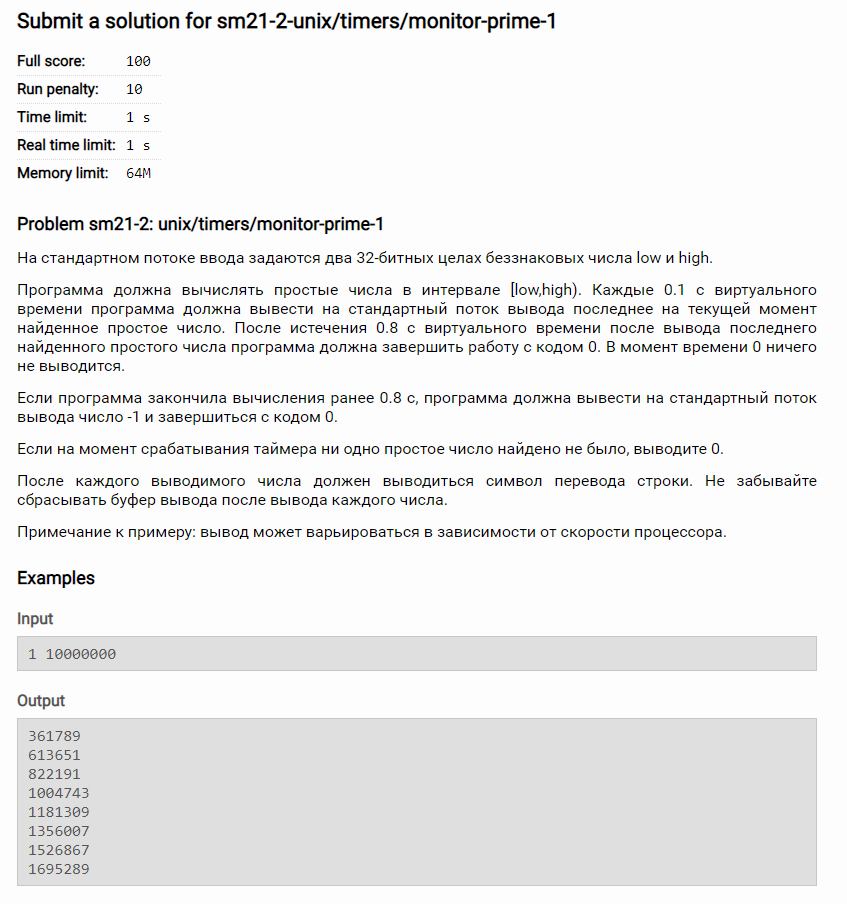 Submit a solution for sm21-2-unix/timers/monitor-prime-1
Full score: 100
Run penalty: 10
Time limit: 1 s
Real time limit: 1 s
Memory limit: 64M
Problem sm21-2: unix/timers/monitor-prime-1
На стандартном потоке ввода задаются два 32-битных целах беззнаковых числа low и high.
Программа должна вычислять простые числа в интервале [low,high). Каждые 0.1 с виртуального
времени программа должна вывести на стандартный поток вывода последнее на текущей момент
найденное простое число. После истечения 0.8 с виртуального времени после вывода последнего
найденного простого числа программа должна завершить работу с кодом 0. В момент времени 0 ничего
не выводится.
Если программа закончила вычисления ранее 0.8 с, программа должна вывести на стандартный поток
вывода число -1 и завершиться с кодом 0.
Если на момент срабатывания таймера ни одно простое число найдено не было, выводите 0.
После каждого выводимого числа должен выводиться символ перевода строки. Не забывайте
сбрасывать буфер вывода после вывода каждого числа.
Примечание к примеру: вывод может варьироваться в зависимости от скорости процессора.
Examples
Input
1 10000000
Output
361789
613651
822191
1004743
1181309
1356007
1526867
1695289